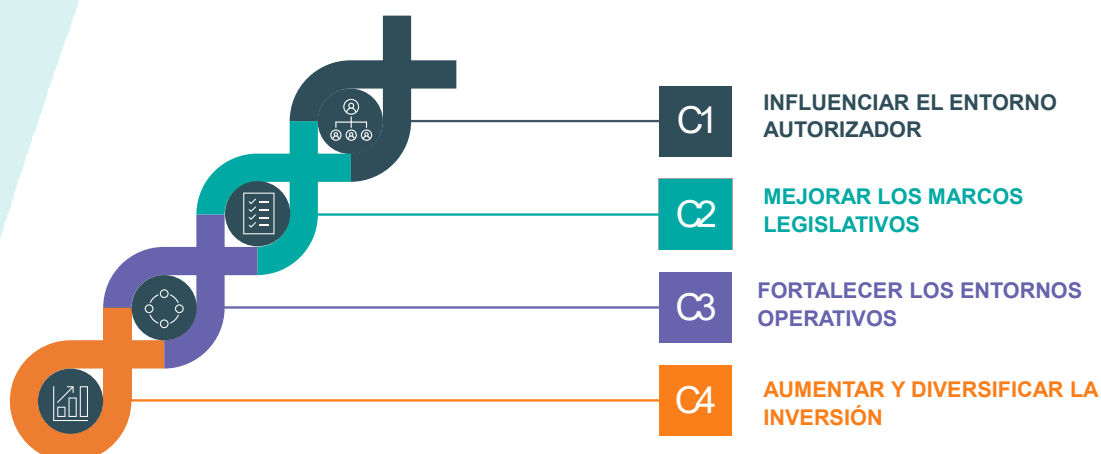 C1
INFLUENCIAR EL ENTORNO
AUTORIZADOR
C2
MEJORAR LOS MARCOS
LEGISLATIVOS
C3
FORTALECER LOS ENTORNOS
OPERATIVOS
C4
AUMENTAR Y DIVERSIFICAR LA
INVERSIÓN